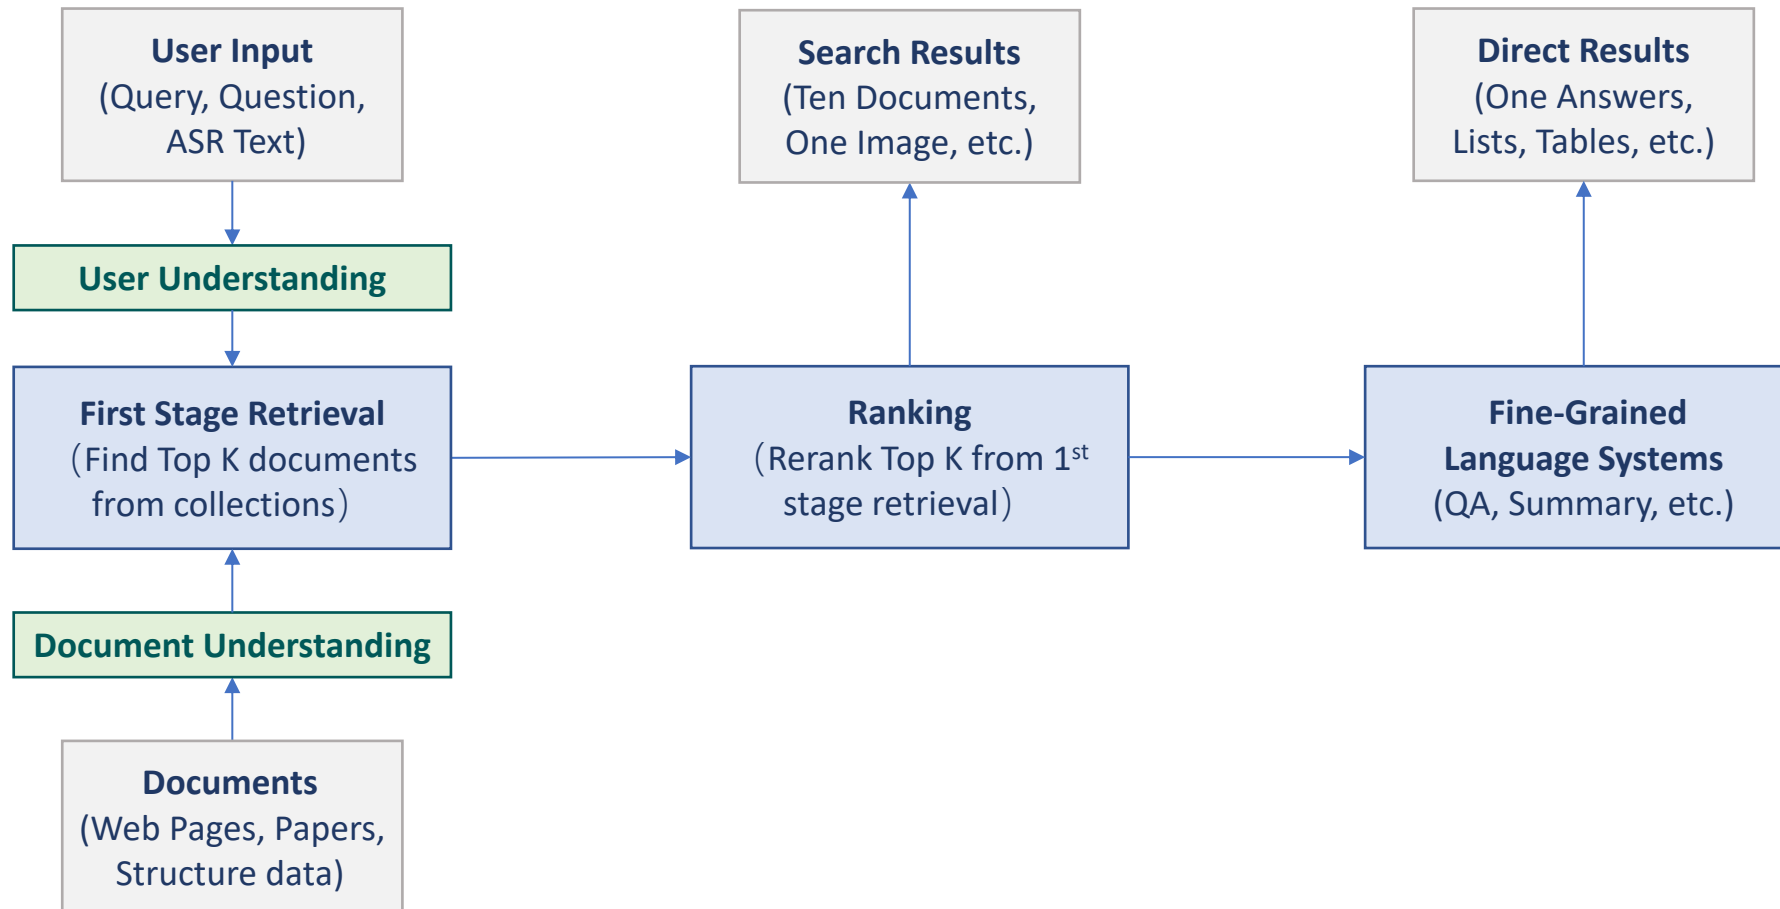 User Input
(Query, Question,
ASR Text)
User Understanding
First Stage Retrieval
（Find Top K documents
from collections）
Document Understanding
Documents
(Web Pages, Papers,
Structure data)
Search Results
(Ten Documents,
One Image, etc.)
Ranking
（Rerank Top K from 1st
stage retrieval）
Direct Results
(One Answers,
Lists, Tables, etc.)
Fine-Grained
Language Systems
(QA, Summary, etc.)